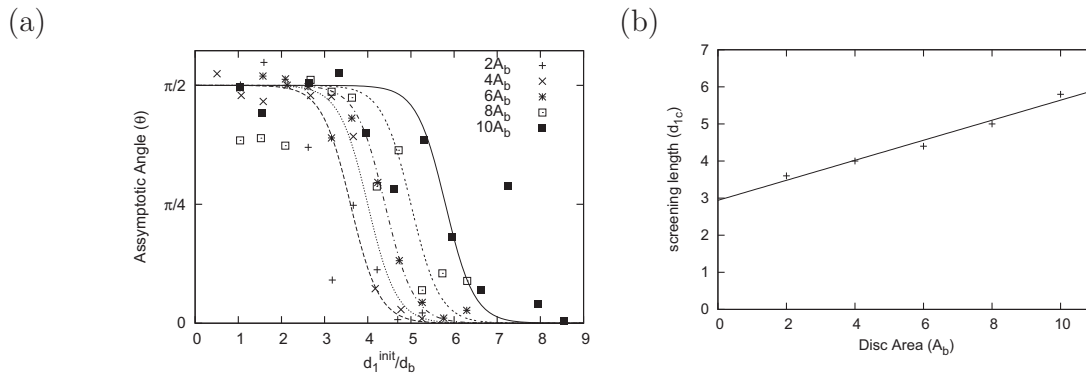 (a)
Assymptotic Angle (θ)
π/2
π/4
0
2A_b
4A_b
6A_b
8A_b
10A_b
0 1 2 3 4 5 6 7 8 9
d_1^init/d_b
(b)
screening length (d_1c)
7
6
5
4
3
2
1
0
0 2 4 6 8 10
Disc Area (A_b)